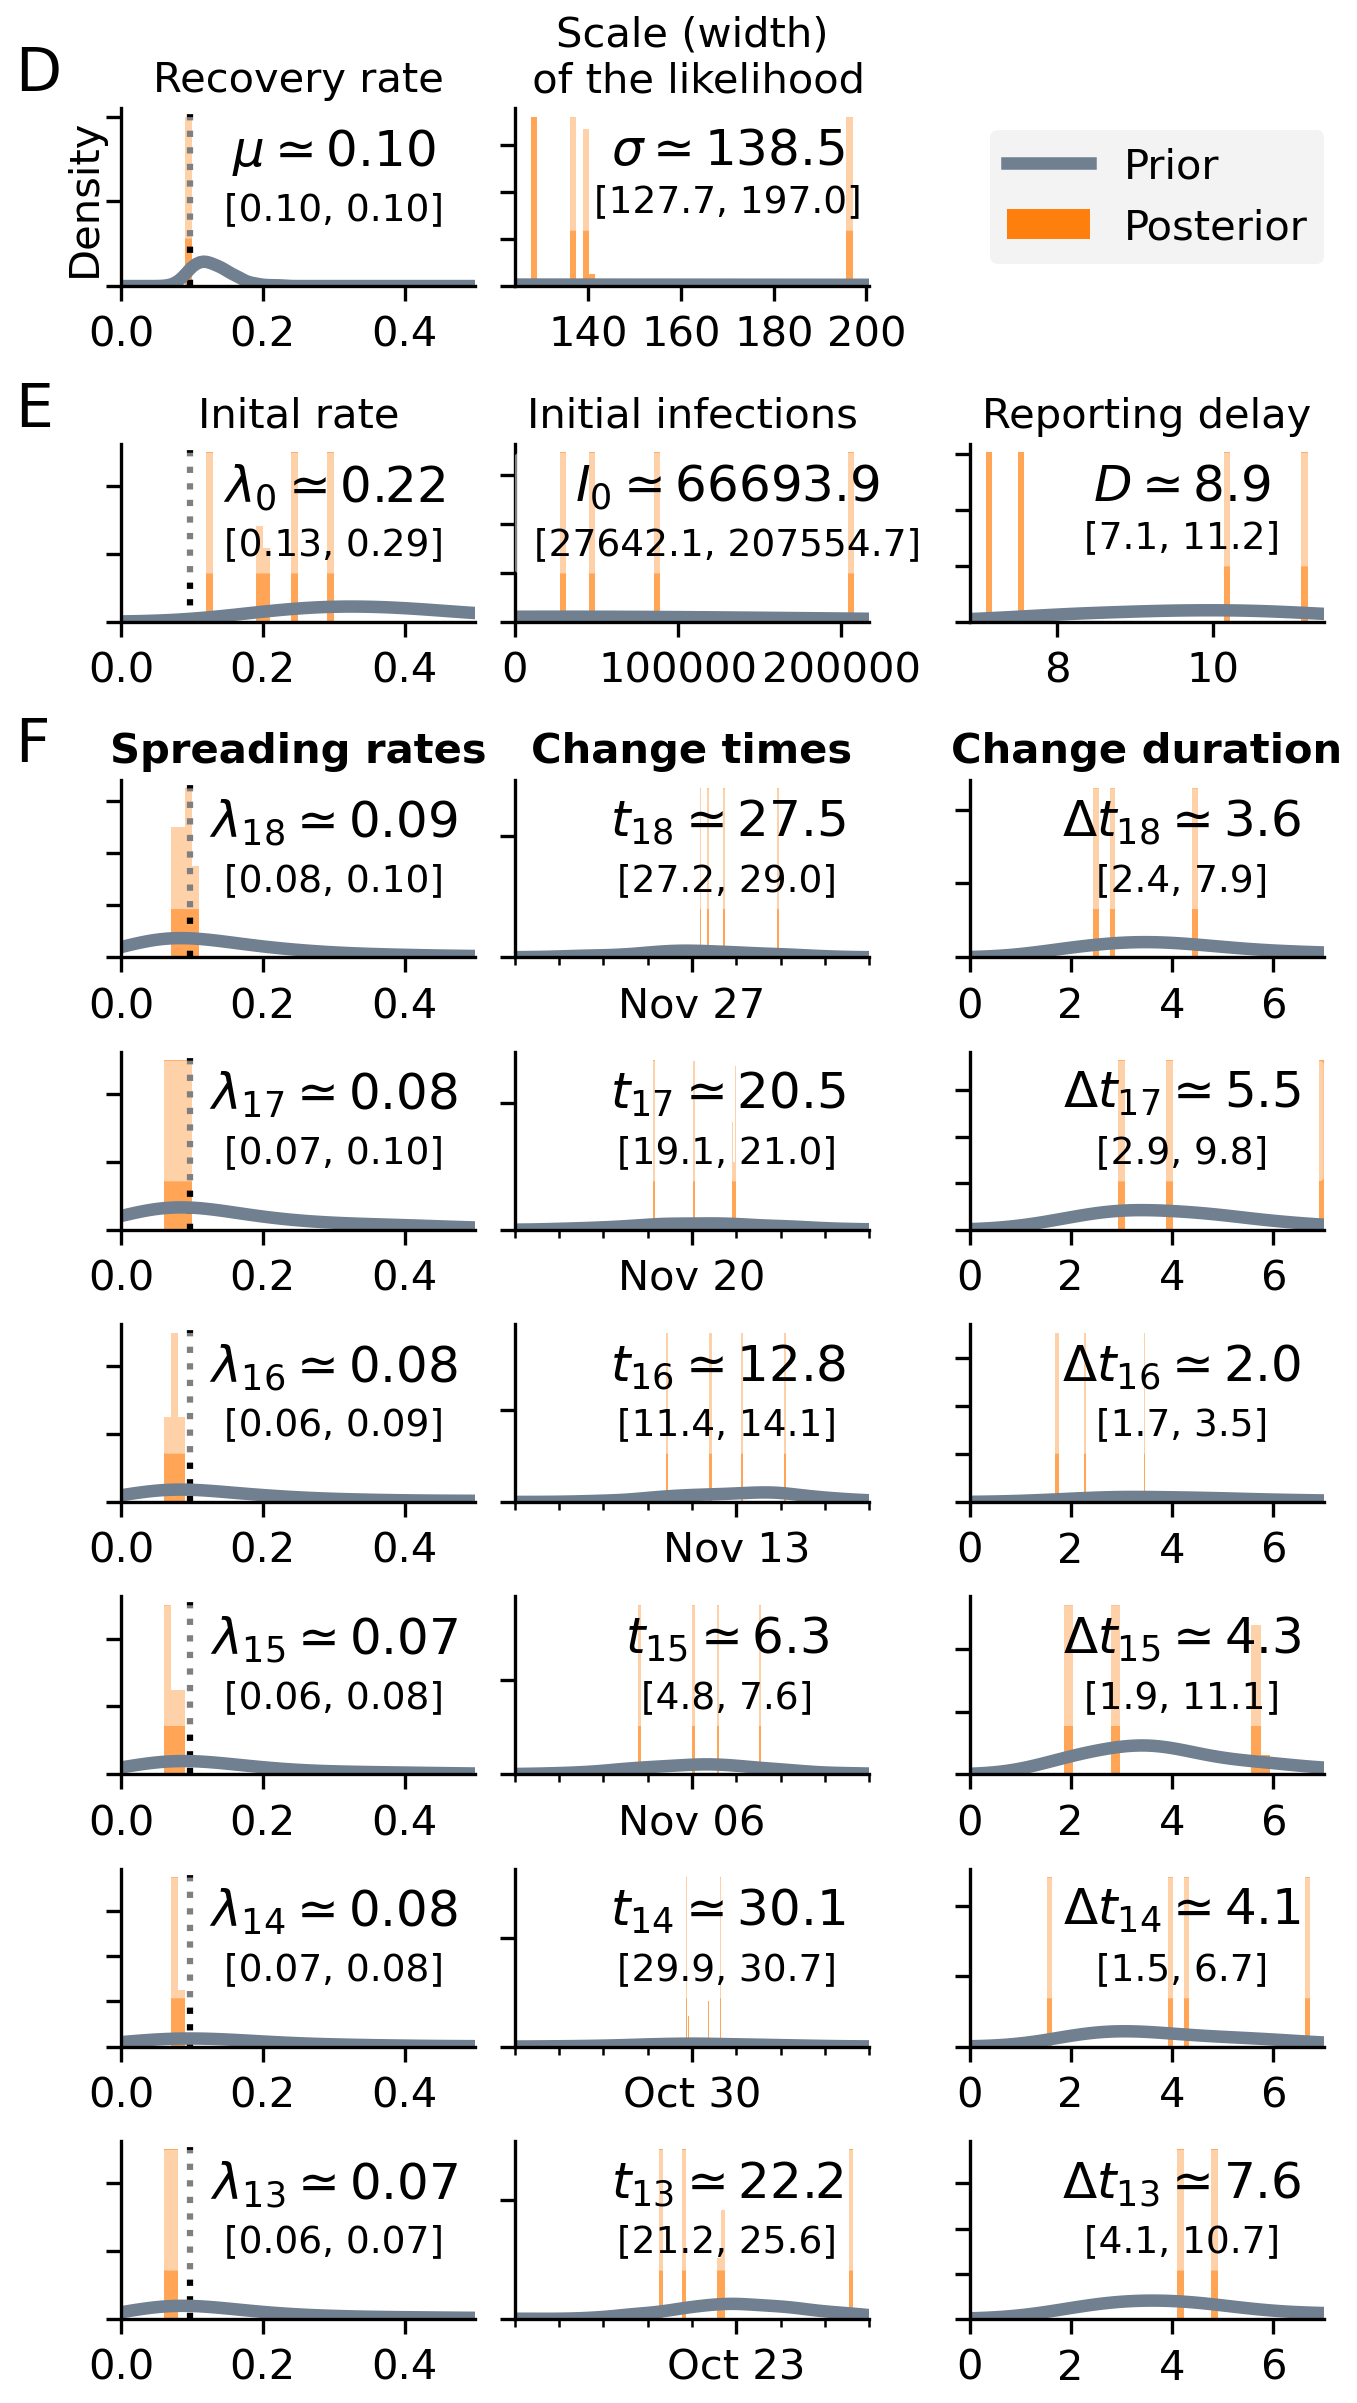 D
Recovery rate
Scale (width)
of the likelihood
Density
μ ≃ 0.10
[0.10, 0.10]
σ ≃ 138.5
[127.7, 197.0]
Prior
Posterior
0.0 0.2 0.4
140 160 180 200
E
Inital rate
Initial infections
Reporting delay
λ0 ≃ 0.22
[0.13, 0.29]
I0 ≃ 66693.9
[27642.1, 207554.7]
D ≃ 8.9
[7.1, 11.2]
0.0 0.2 0.4
0 100000 200000
8 10
F
Spreading rates
Change times
Change duration
λ18 ≃ 0.09
[0.08, 0.10]
t18 ≃ 27.5
[27.2, 29.0]
Δt18 ≃ 3.6
[2.4, 7.9]
0.0 0.2 0.4
Nov 27
0 2 4 6
λ17 ≃ 0.08
[0.07, 0.10]
t17 ≃ 20.5
[19.1, 21.0]
Δt17 ≃ 5.5
[2.9, 9.8]
0.0 0.2 0.4
Nov 20
0 2 4 6
λ16 ≃ 0.08
[0.06, 0.09]
t16 ≃ 12.8
[11.4, 14.1]
Δt16 ≃ 2.0
[1.7, 3.5]
0.0 0.2 0.4
Nov 13
0 2 4 6
λ15 ≃ 0.07
[0.06, 0.08]
t15 ≃ 6.3
[4.8, 7.6]
Δt15 ≃ 4.3
[1.9, 11.1]
0.0 0.2 0.4
Nov 06
0 2 4 6
λ14 ≃ 0.08
[0.07, 0.08]
t14 ≃ 30.1
[29.9, 30.7]
Δt14 ≃ 4.1
[1.5, 6.7]
0.0 0.2 0.4
Oct 30
0 2 4 6
λ13 ≃ 0.07
[0.06, 0.07]
t13 ≃ 22.2
[21.2, 25.6]
Δt13 ≃ 7.6
[4.1, 10.7]
0.0 0.2 0.4
Oct 23
0 2 4 6